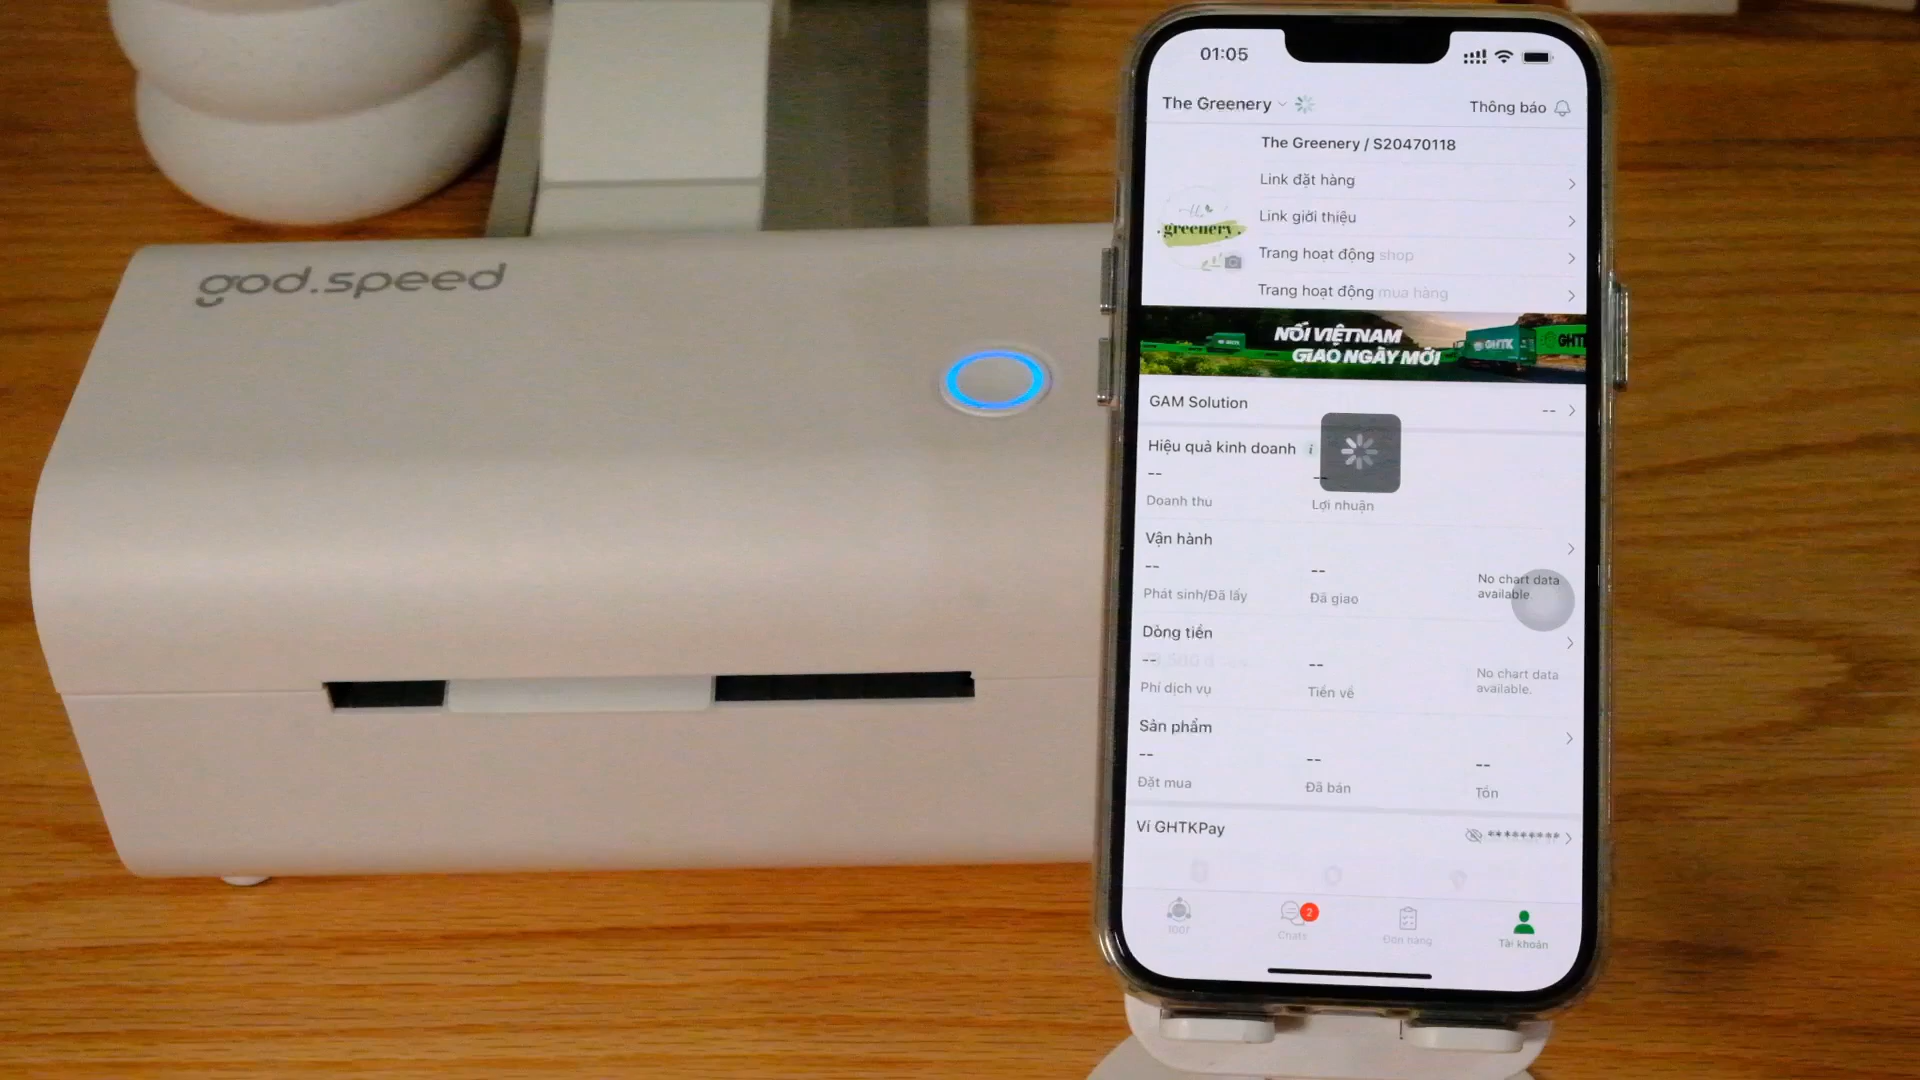 god.speed
01:05
The Greenery
Thông báo
The Greenery / S20470118
Link đặt hàng
Link giới thiệu
the
greenery
Trang hoạt động shop
Trang hoạt động mua hàng
NỐI VIỆT NAM
GIAO NGÀY MỚI
GHTK
GAM Solution
--
Hiệu quả kinh doanh i
--
--
Doanh thu
Lợi nhuận
Vận hành
--
--
No chart data
available.
Phát sinh/Đã lấy
Đã giao
Dòng tiền
--
--
No chart data
available.
Phí dịch vụ
Tiền về
Sản phẩm
--
--
--
Đặt mua
Đã bán
Tồn
Ví GHTKPay
*********
2
Chats
Đơn hàng
Tài khoản